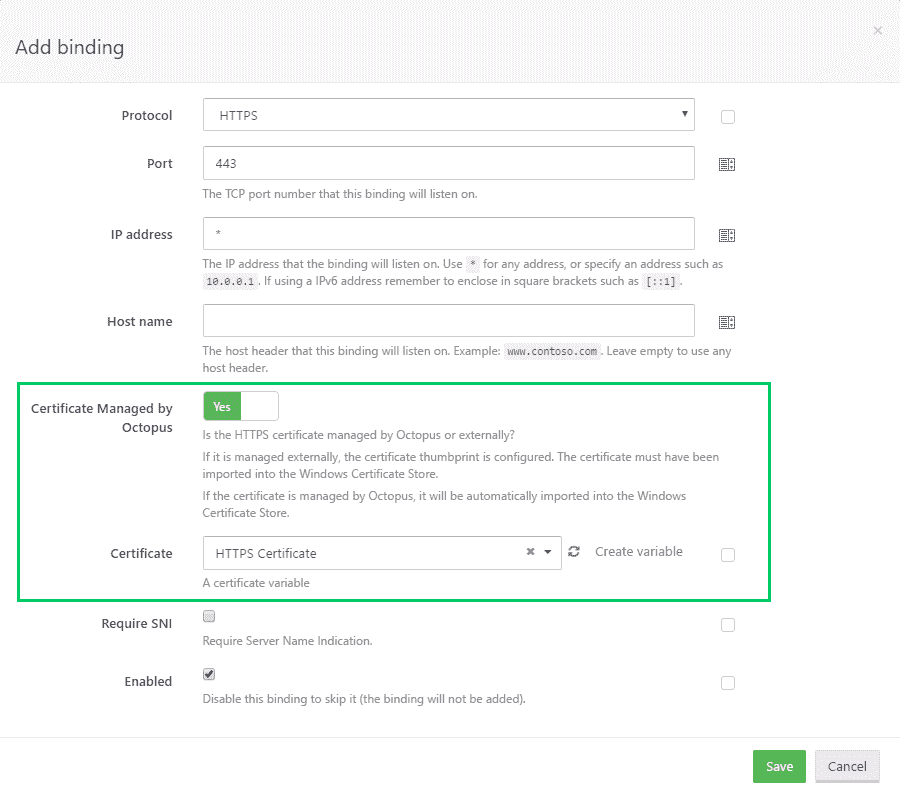 Add binding
×
Protocol
HTTPS
Port
443
The TCP port number that this binding will listen on.
IP address
*
The IP address that the binding will listen on. Use * for any address, or specify an address such as
10.0.0.1. If using a IPv6 address remember to enclose in square brackets such as [::1].
Host name
The host header that this binding will listen on. Example: www.contoso.com. Leave empty to use any
host header.
Certificate Managed by
Octopus
Yes
Is the HTTPS certificate managed by Octopus or externally?
If it is managed externally, the certificate thumbprint is configured. The certificate must have been
imported into the Windows Certificate Store.
If the certificate is managed by Octopus, it will be automatically imported into the Windows
Certificate Store.
Certificate
HTTPS Certificate
Create variable
A certificate variable
Require SNI
Require Server Name Indication.
Enabled
Disable this binding to skip it (the binding will not be added).
Save
Cancel